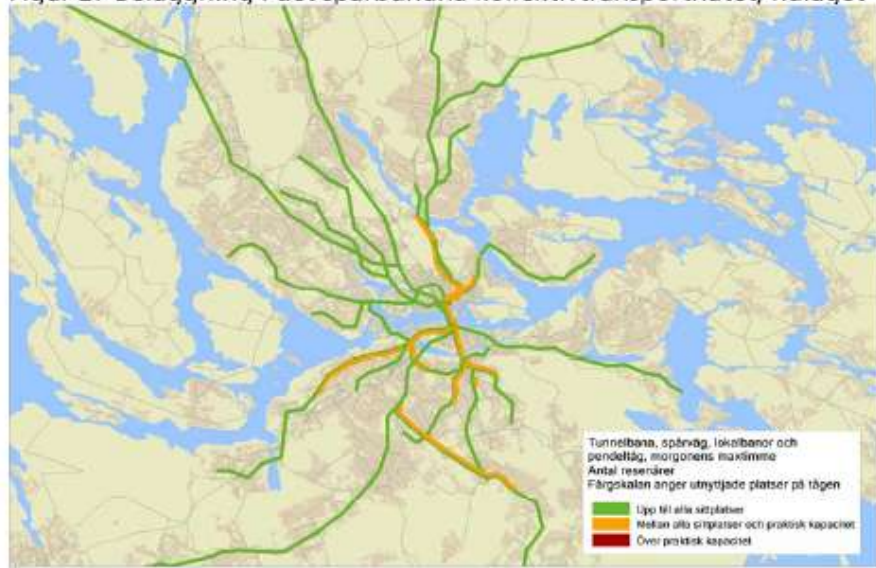 Tunnelbana, spårväg, lokalbanor och
pendeltåg, morgonens maxtimme
Antal resenärer
Färgskalan anger utnyttjade platser på tågen
Upp till alla sittplatser
Mellan alla sittplatser och praktisk kapacitet
Över praktisk kapacitet